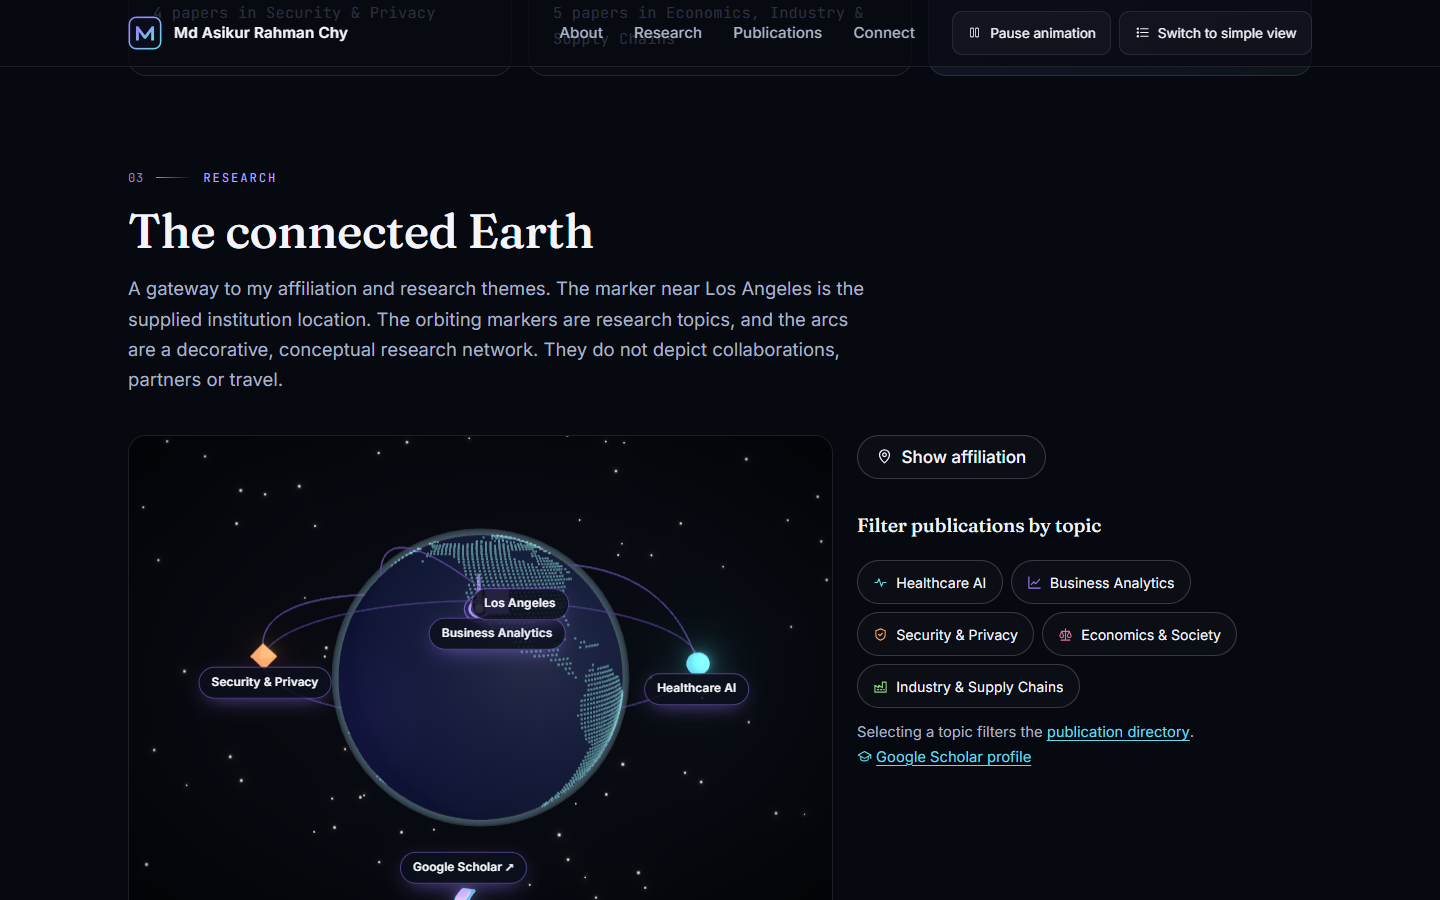 4 papers in Security & Privacy
5 papers in Economics, Industry &
Supply Chains
Md Asikur Rahman Chy
About
Research
Publications
Connect
Pause animation
Switch to simple view
03
RESEARCH
The connected Earth
A gateway to my affiliation and research themes. The marker near Los Angeles is the
supplied institution location. The orbiting markers are research topics, and the arcs
are a decorative, conceptual research network. They do not depict collaborations,
partners or travel.
Los Angeles
Business Analytics
Security & Privacy
Healthcare AI
Google Scholar ↗
Show affiliation
Filter publications by topic
Healthcare AI
Business Analytics
Security & Privacy
Economics & Society
Industry & Supply Chains
Selecting a topic filters the publication directory.
Google Scholar profile